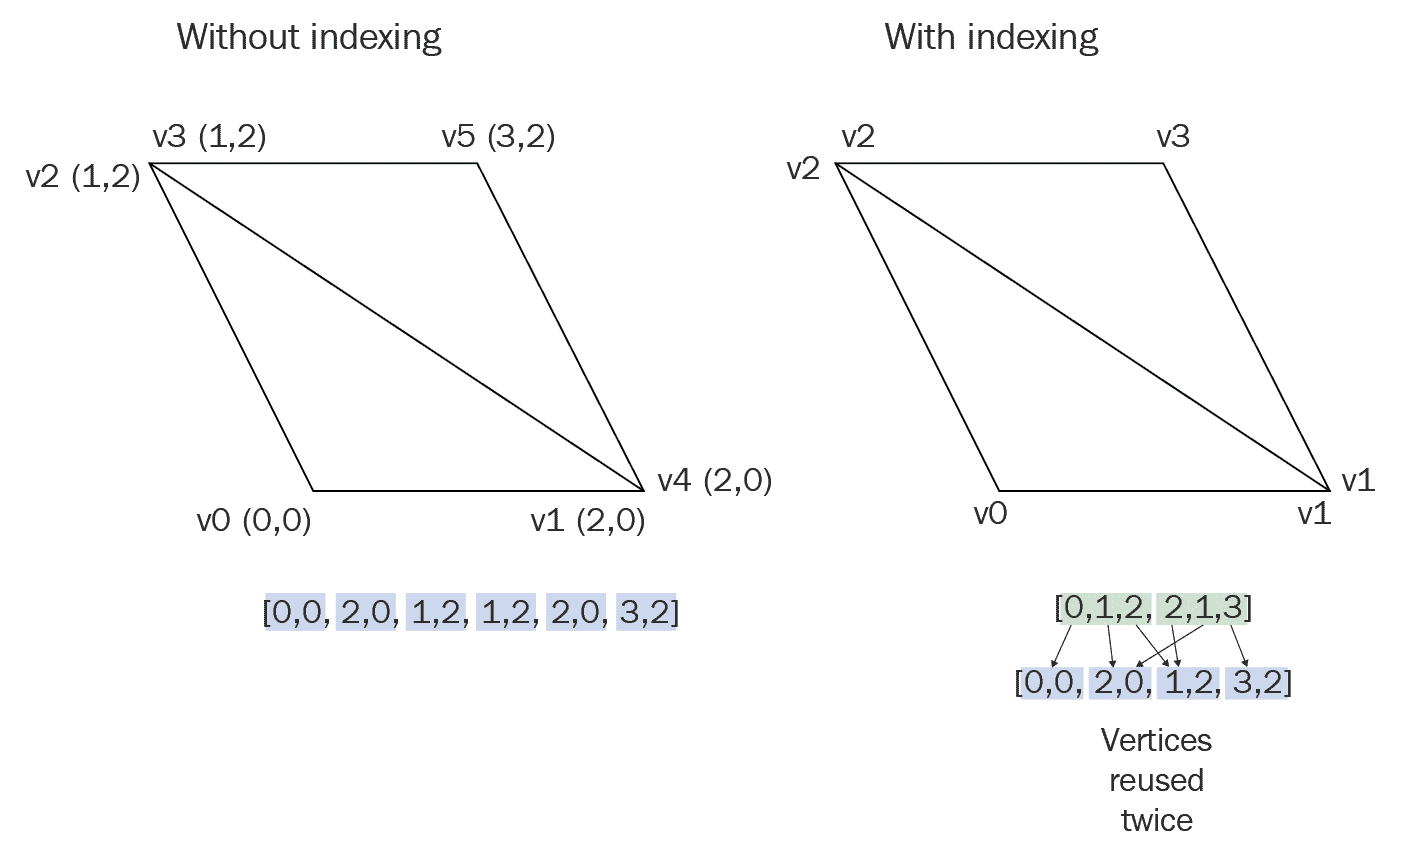 Without indexing
With indexing
v3 (1,2)
v5 (3,2)
v2 (1,2)
v4 (2,0)
v0 (0,0)
v1 (2,0)
[0,0, 2,0, 1,2, 1,2, 2,0, 3,2]
v2
v3
v2
v1
v0
v1
[0,1,2, 2,1,3]
[0,0, 2,0, 1,2, 3,2]
Vertices
reused
twice